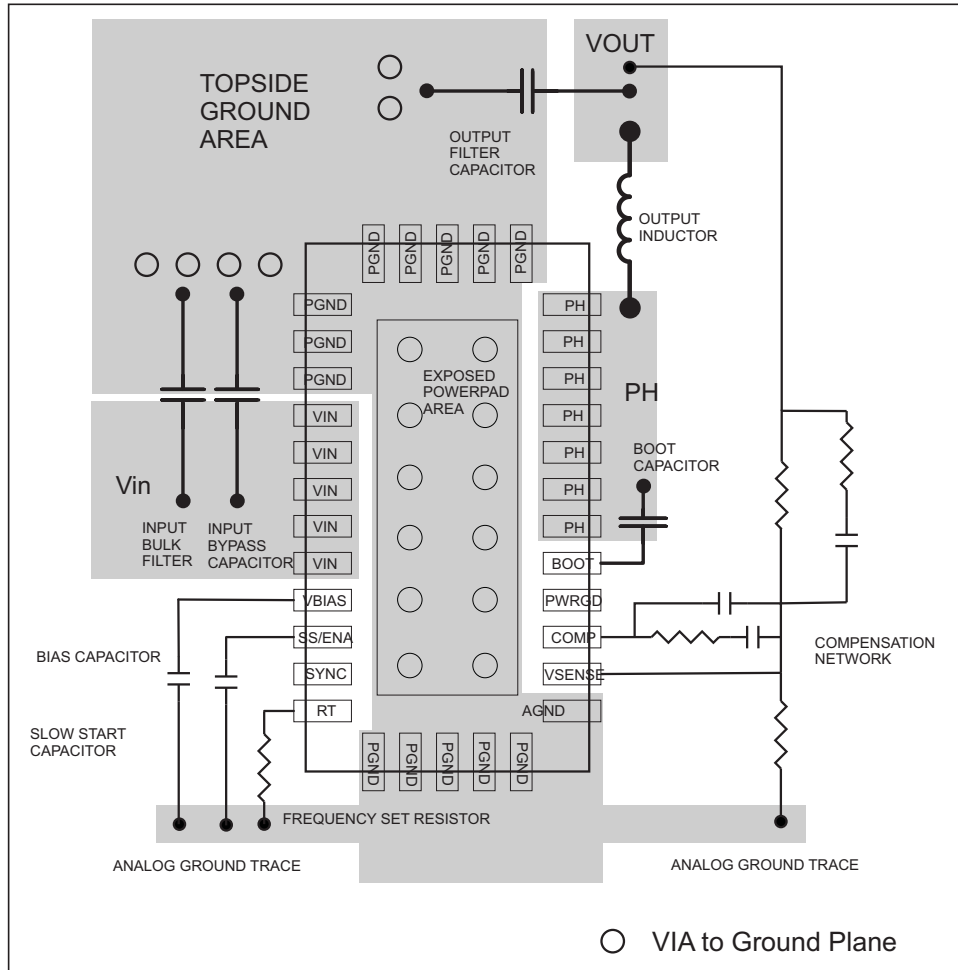 VOUT
TOPSIDE
GROUND
AREA
OUTPUT
FILTER
CAPACITOR
OUTPUT
INDUCTOR
PGND
PGND
PGND
PGND
PGND
PGND
PH
PGND
PH
PGND
PH
EXPOSED
POWERPAD
AREA
PH
VIN
PH
VIN
PH
BOOT
CAPACITOR
Vin
VIN
PH
INPUT
BULK
FILTER
INPUT
BYPASS
CAPACITOR
VIN
PH
VIN
BOOT
VBIAS
PWRGD
SS/ENA
COMP
COMPENSATION
NETWORK
BIAS CAPACITOR
SYNC
VSENSE
RT
AGND
SLOW START
CAPACITOR
PGND
PGND
PGND
PGND
PGND
FREQUENCY SET RESISTOR
ANALOG GROUND TRACE
ANALOG GROUND TRACE
VIA to Ground Plane